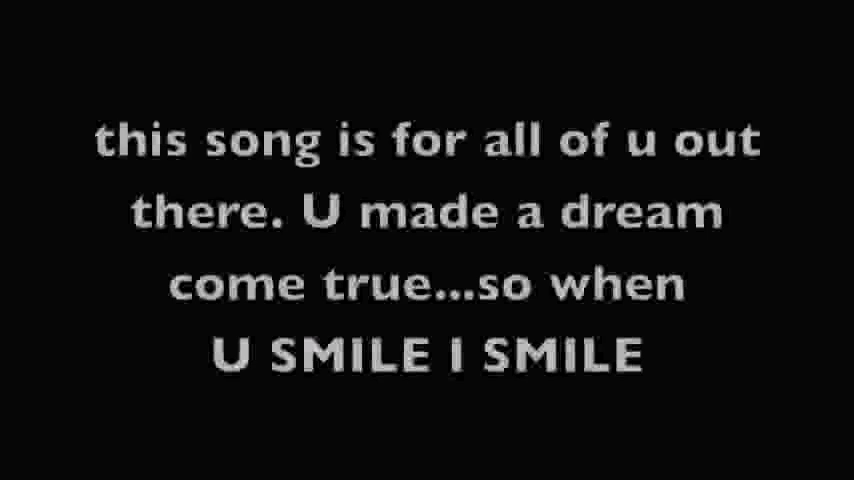 this song is for all of u out
there. U made a dream
come true...so when
U SMILE I SMILE